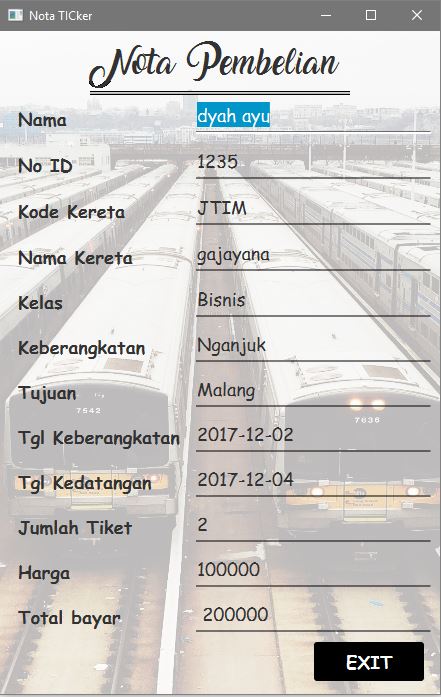 Nota TICker
Nota Pembelian
Nama dyah ayu
No ID 1235
Kode Kereta JTIM
Nama Kereta gajayana
Kelas Bisnis
Keberangkatan Nganjuk
Tujuan Malang
7542 7636
Tgl Keberangkatan 2017-12-02
Tgl Kedatangan 2017-12-04
Jumlah Tiket 2
Harga 100000
Total bayar 200000
EXIT